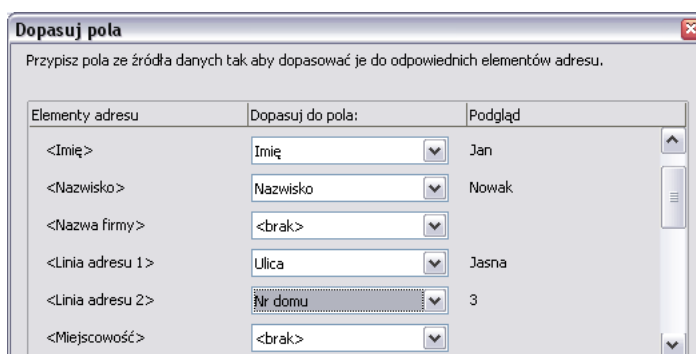 Dopasuj pola
Przypisz pola ze źródła danych tak aby dopasować je do odpowiednich elementów adresu.
Elementy adresu Dopasuj do pola: Podgląd
<Imię> Imię Jan
<Nazwisko> Nazwisko Nowak
<Nazwa firmy> <brak>
<Linia adresu 1> Ulica Jasna
<Linia adresu 2> Nr domu 3
<Miejscowość> <brak>